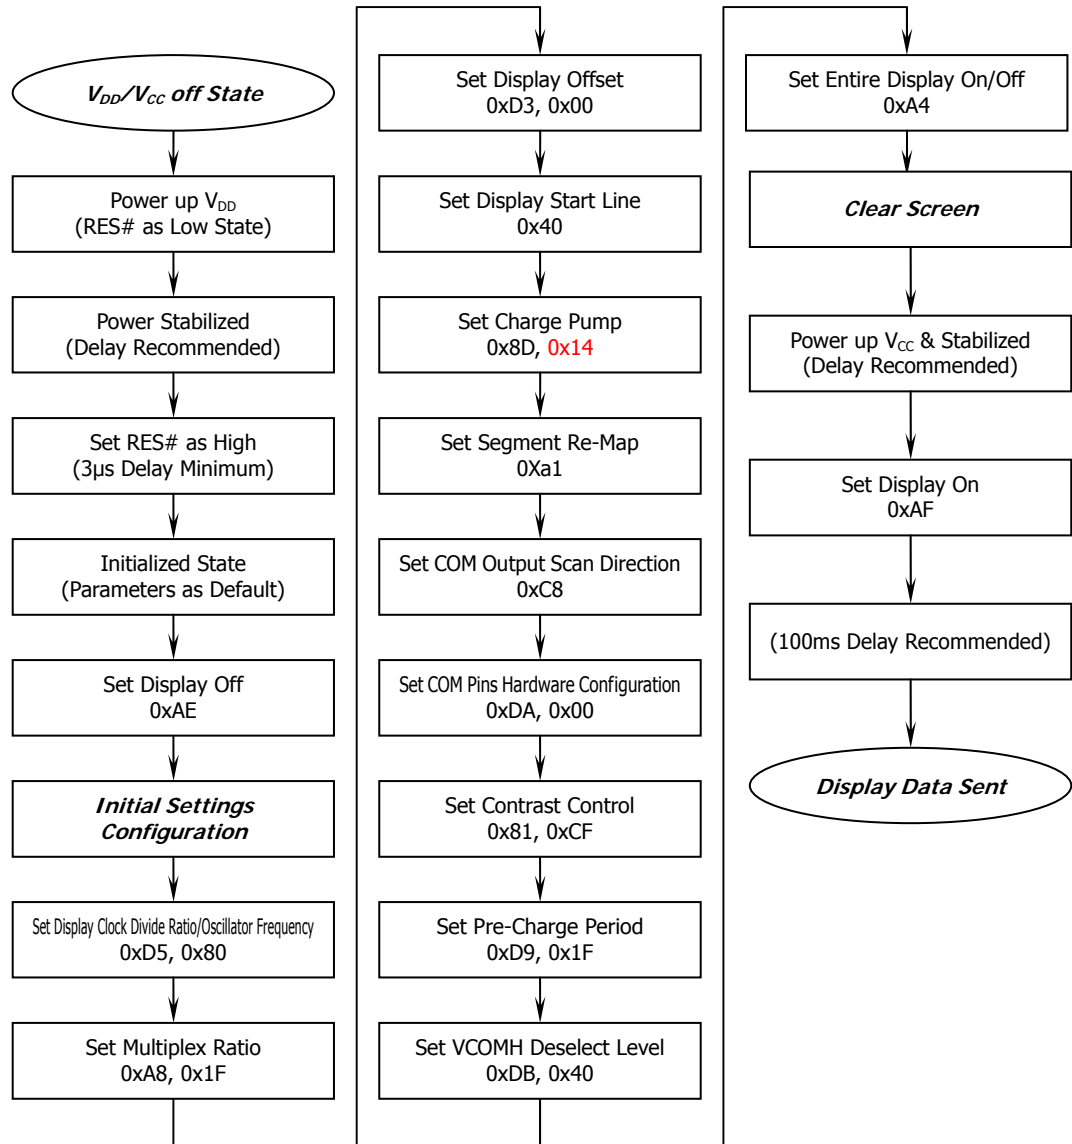 V_DD/V_CC off State
Power up V_DD
(RES# as Low State)
Power Stabilized
(Delay Recommended)
Set RES# as High
(3µs Delay Minimum)
Initialized State
(Parameters as Default)
Set Display Off
0xAE
Initial Settings
Configuration
Set Display Clock Divide Ratio/Oscillator Frequency
0xD5, 0x80
Set Multiplex Ratio
0xA8, 0x1F
Set Display Offset
0xD3, 0x00
Set Display Start Line
0x40
Set Charge Pump
0x8D, 0x14
Set Segment Re-Map
0Xa1
Set COM Output Scan Direction
0xC8
Set COM Pins Hardware Configuration
0xDA, 0x00
Set Contrast Control
0x81, 0xCF
Set Pre-Charge Period
0xD9, 0x1F
Set VCOMH Deselect Level
0xDB, 0x40
Set Entire Display On/Off
0xA4
Clear Screen
Power up V_CC & Stabilized
(Delay Recommended)
Set Display On
0xAF
(100ms Delay Recommended)
Display Data Sent